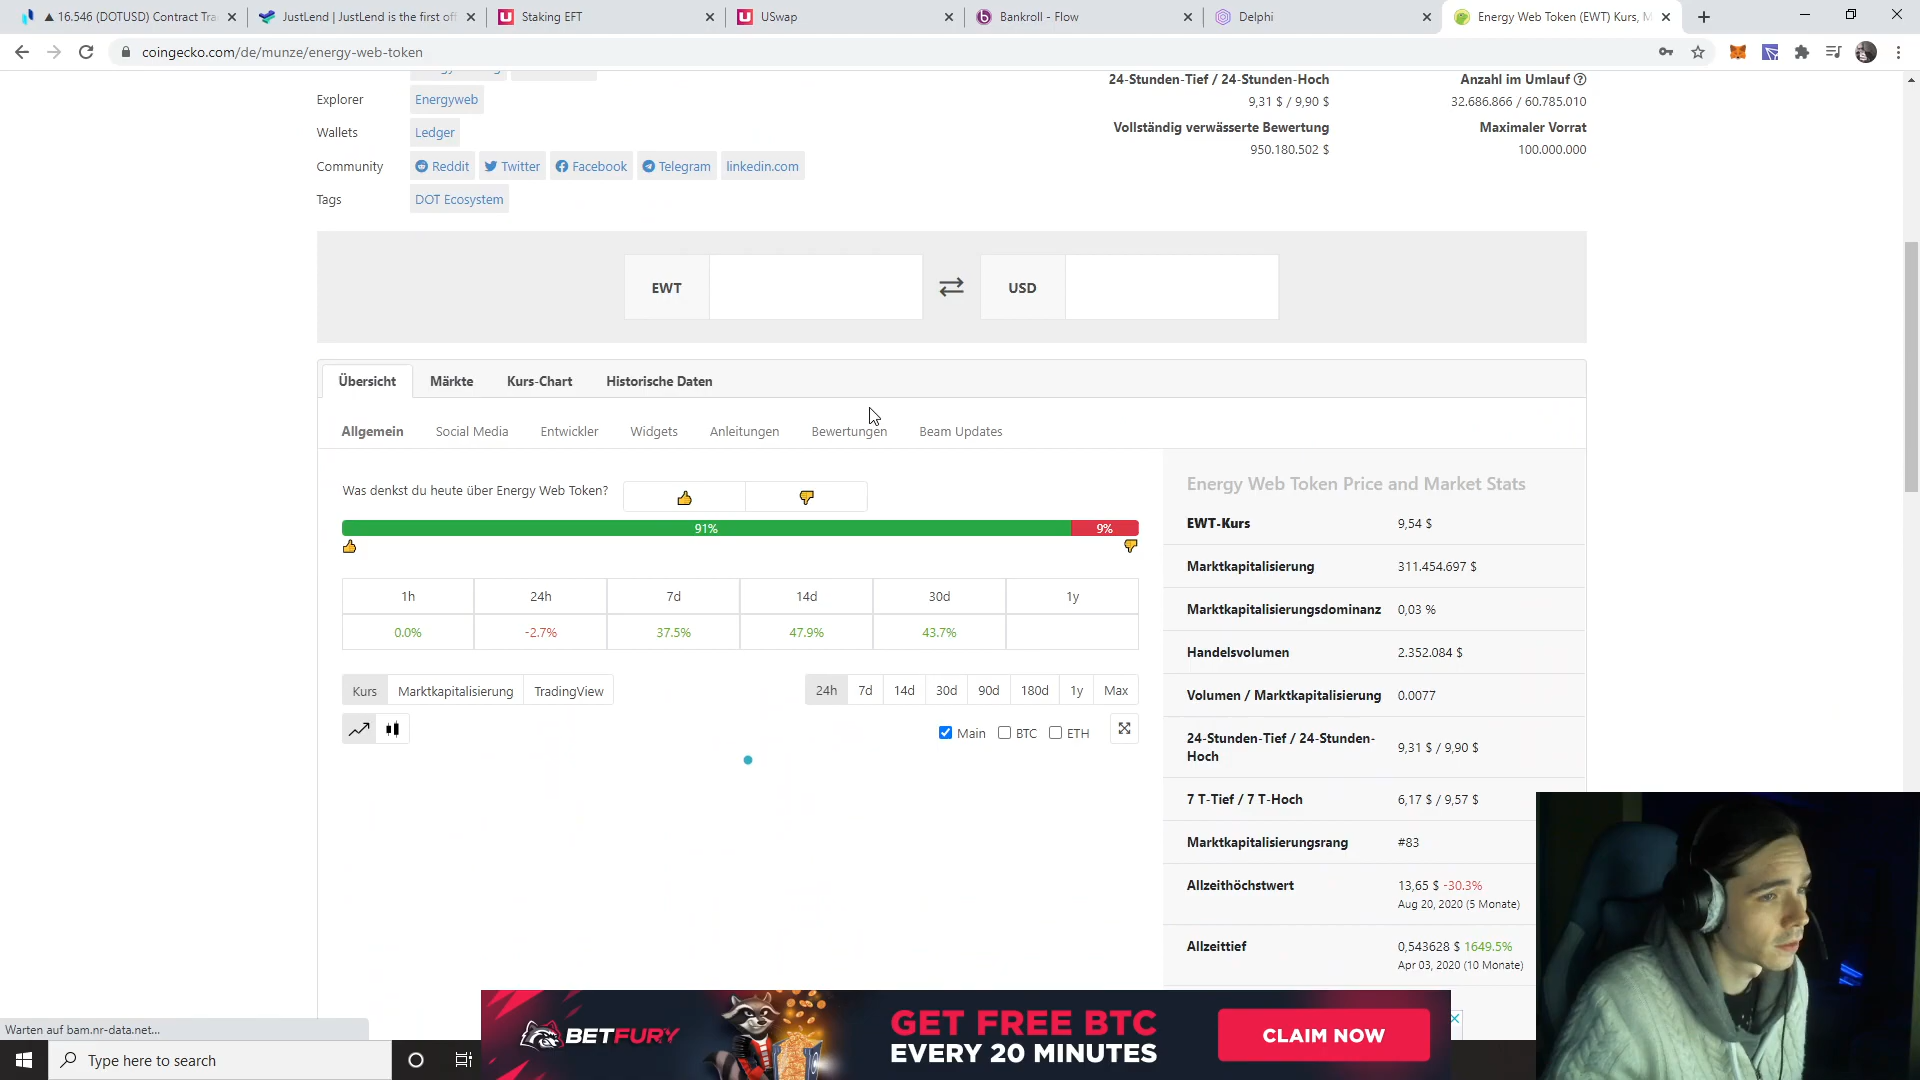 ▲ 16.546 (DOTUSD) Contract Tra
JustLend | JustLend is the first off
Staking EFT
USwap
Bankroll - Flow
Delphi
Energy Web Token (EWT) Kurs, M
coingecko.com/de/munze/energy-web-token
24-Stunden-Tief / 24-Stunden-Hoch
Anzahl im Umlauf
Explorer
Energyweb
9,31 $ / 9,90 $
32.686.866 / 60.785.010
Wallets
Ledger
Vollständig verwässerte Bewertung
Maximaler Vorrat
950.180.502 $
100.000.000
Community
Reddit
Twitter
Facebook
Telegram
linkedin.com
Tags
DOT Ecosystem
EWT
USD
Übersicht
Märkte
Kurs-Chart
Historische Daten
Allgemein
Social Media
Entwickler
Widgets
Anleitungen
Bewertungen
Beam Updates
Was denkst du heute über Energy Web Token?
91%
9%
1h
24h
7d
14d
30d
1y
0.0%
-2.7%
37.5%
47.9%
43.7%
Kurs
Marktkapitalisierung
TradingView
24h
7d
14d
30d
90d
180d
1y
Max
Main
BTC
ETH
Energy Web Token Price and Market Stats
EWT-Kurs
9,54 $
Marktkapitalisierung
311.454.697 $
Marktkapitalisierungsdominanz
0,03 %
Handelsvolumen
2.352.084 $
Volumen / Marktkapitalisierung
0.0077
24-Stunden-Tief / 24-Stunden-
Hoch
9,31 $ / 9,90 $
7 T-Tief / 7 T-Hoch
6,17 $ / 9,57 $
Marktkapitalisierungsrang
#83
Allzeithöchstwert
13,65 $ -30.3%
Aug 20, 2020 (5 Monate)
Allzeittief
0,543628 $ 1649.5%
Apr 03, 2020 (10 Monate)
Warten auf bam.nr-data.net...
BETFURY
GET FREE BTC
EVERY 20 MINUTES
CLAIM NOW
Type here to search